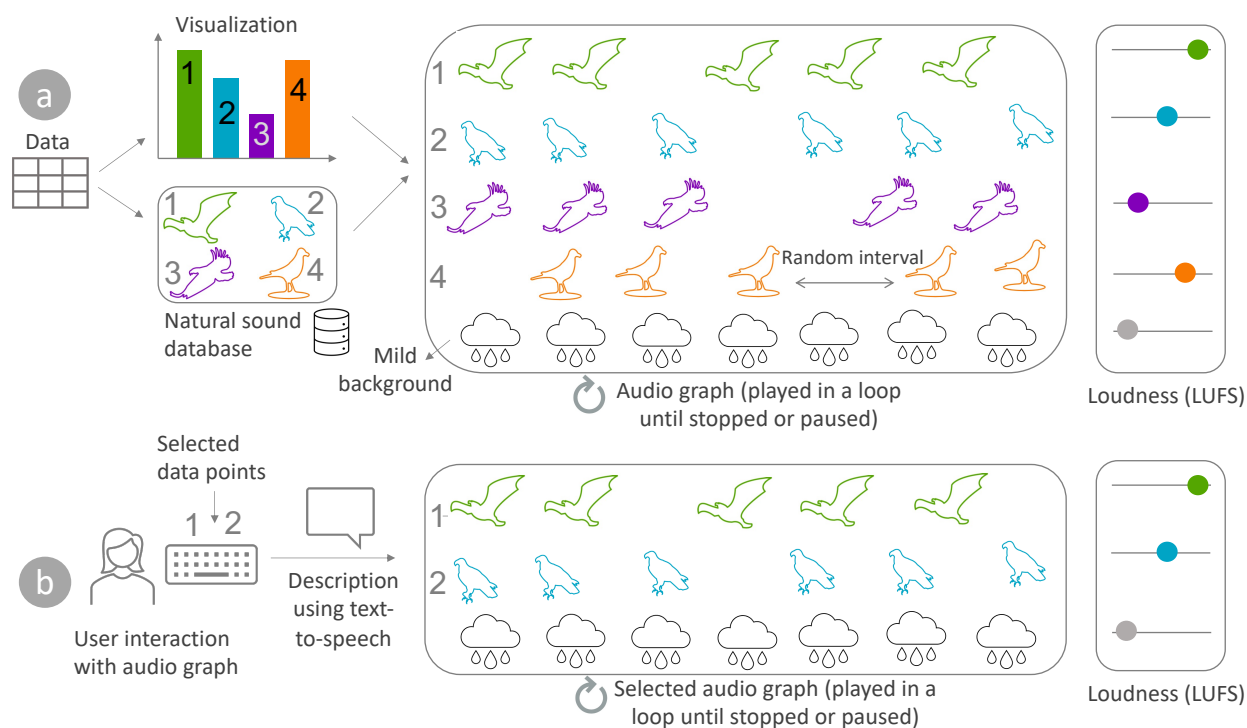 a
Data
Visualization
1
2
3
4
1
2
3
4
Natural sound
database
1
2
3
4
Random interval
Mild
background
Audio graph (played in a loop
until stopped or paused)
Loudness (LUFS)
b
Selected
data points
1 2
User interaction
with audio graph
Description
using text-
to-speech
1
2
Selected audio graph (played in a
loop until stopped or paused)
Loudness (LUFS)